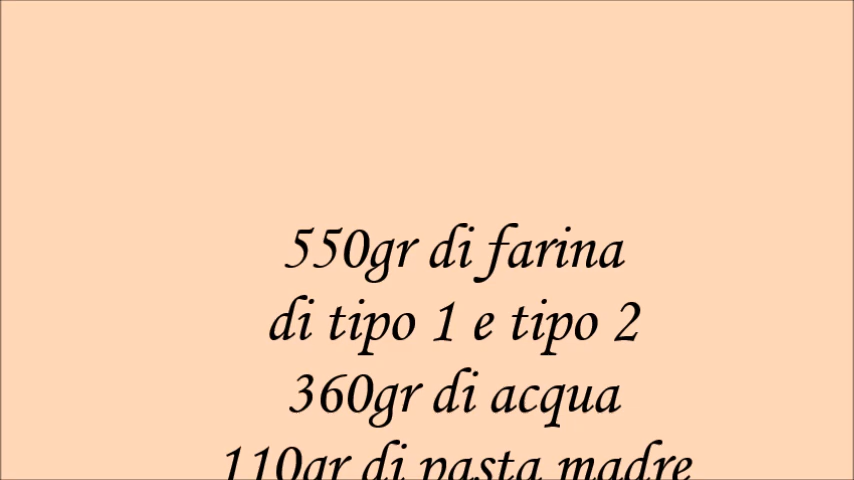 550gr di farina
di tipo 1 e tipo 2
360gr di acqua
110gr di pasta madre